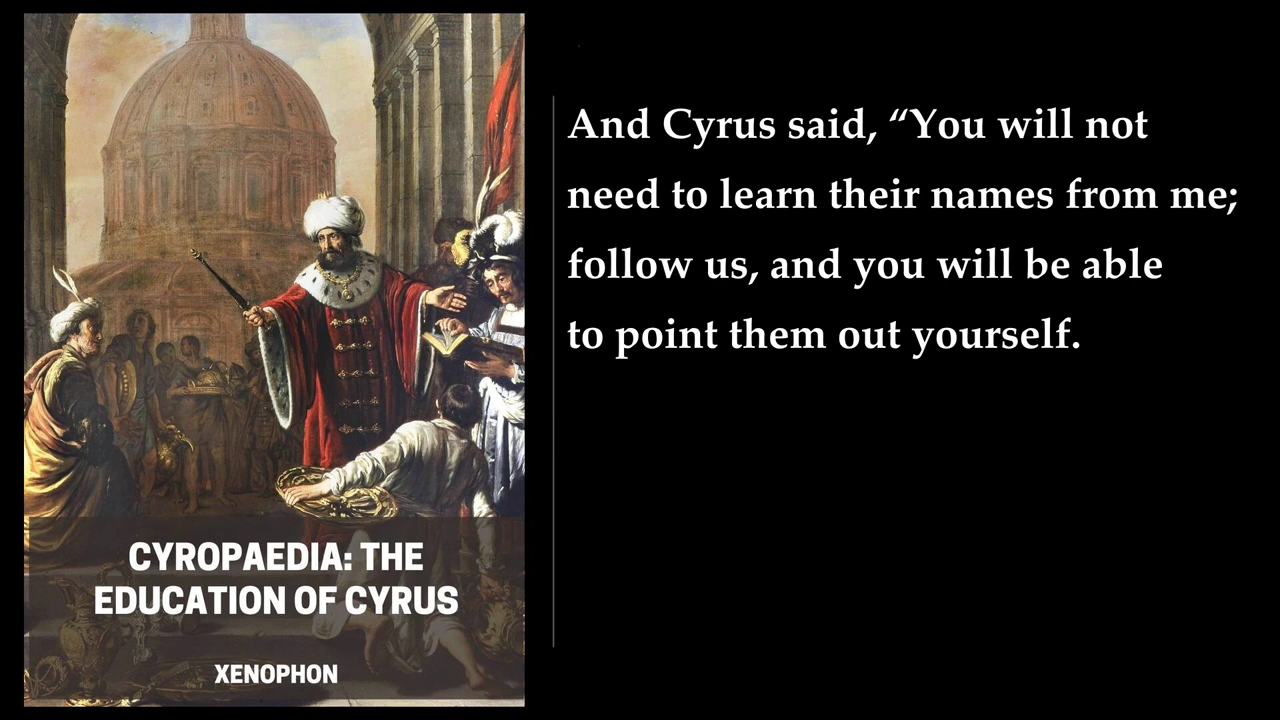 CYROPAEDIA: THE
EDUCATION OF CYRUS
XENOPHON
And Cyrus said, “You will not
need to learn their names from me;
follow us, and you will be able
to point them out yourself.